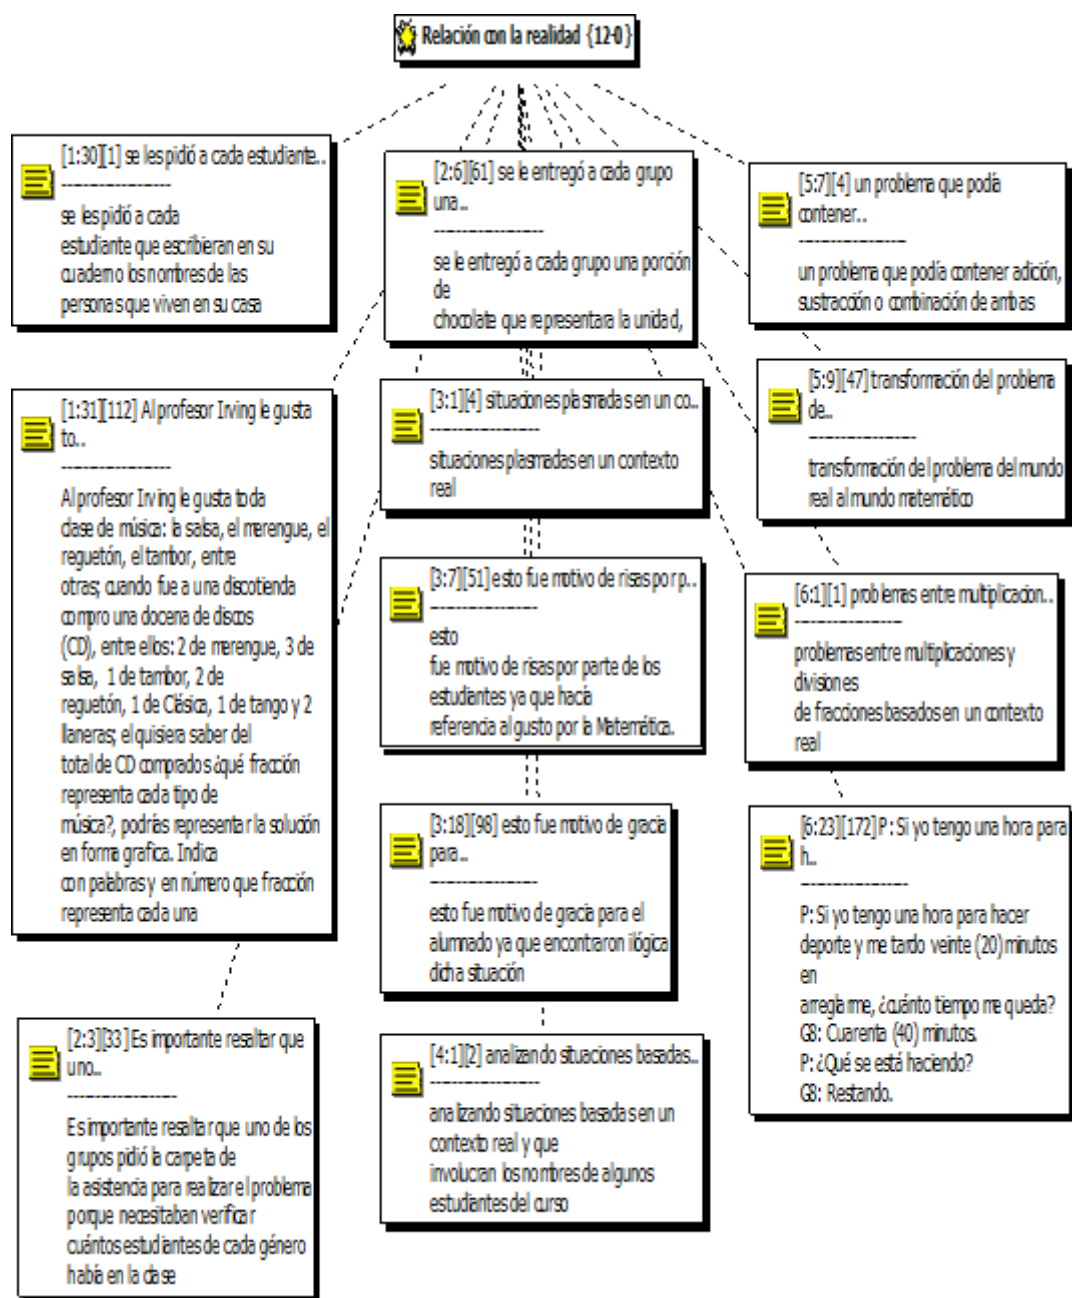 Relación con la realidad {12-0}
[1:30][1] se les pidió a cada estudiante..
--------------------
se les pidió a cada
estudiante que escribieran en su
cuaderno los nombres de las
personas que viven en su casa
[2:6][61] se le entregó a cada grupo
una...
--------------------
se le entregó a cada grupo una porción
de
chocolate que representara la unidad,
[5:7][4] un problema que podía
contener...
--------------------
un problema que podía contener adición,
sustracción o combinación de ambas
[1:31][112] Al profesor Irving le gusta
to...
--------------------
Al profesor Irving le gusta toda
clase de música: la salsa, el merengue, el
reguetón, el tambor, entre
otras; cuando fue a una discotienda
compro una docena de discos
(CD), entre ellos: 2 de merengue, 3 de
salsa, 1 de tambor, 2 de
reguetón, 1 de Clásica, 1 de tango y 2
llaneras; el quisiera saber del
total de CD comprados ¿qué fracción
representa cada tipo de
música?, podrías representar la solución
en forma grafica. Indica
con palabras y en número que fracción
representa cada una
[3:1][4] situaciones plasmadas en un co...
--------------------
situaciones plasmadas en un contexto
real
[5:9][47] transformación del problema
de...
--------------------
transformación del problema del mundo
real al mundo matemático
[3:7][51] esto fue motivo de risas por p...
--------------------
esto
fue motivo de risas por parte de los
estudiantes ya que hacía
referencia al gusto por la Matemática.
[6:1][1] problemas entre multiplicacion...
--------------------
problemas entre multiplicaciones y
divisiones
de fracciones basados en un contexto
real
[3:18][98] esto fue motivo de gracia
para...
--------------------
esto fue motivo de gracia para el
alumnado ya que encontraron ilógica
dicha situación
[6:23][172] P: Si yo tengo una hora para
h...
--------------------
P: Si yo tengo una hora para hacer
deporte y me tardo veinte (20) minutos
en
arreglarme, ¿cuánto tiempo me queda?
G8: Cuarenta (40) minutos.
P: ¿Qué se está haciendo?
G8: Restando.
[2:3][33] Es importante resaltar que
uno...
--------------------
Es importante resaltar que uno de los
grupos pidió la carpeta de
la asistencia para realizar el problema
porque necesitaban verificar
cuántos estudiantes de cada género
había en la clase
[4:1][2] analizando situaciones basadas...
--------------------
analizando situaciones basadas en un
contexto real y que
involucran los nombres de algunos
estudiantes del curso